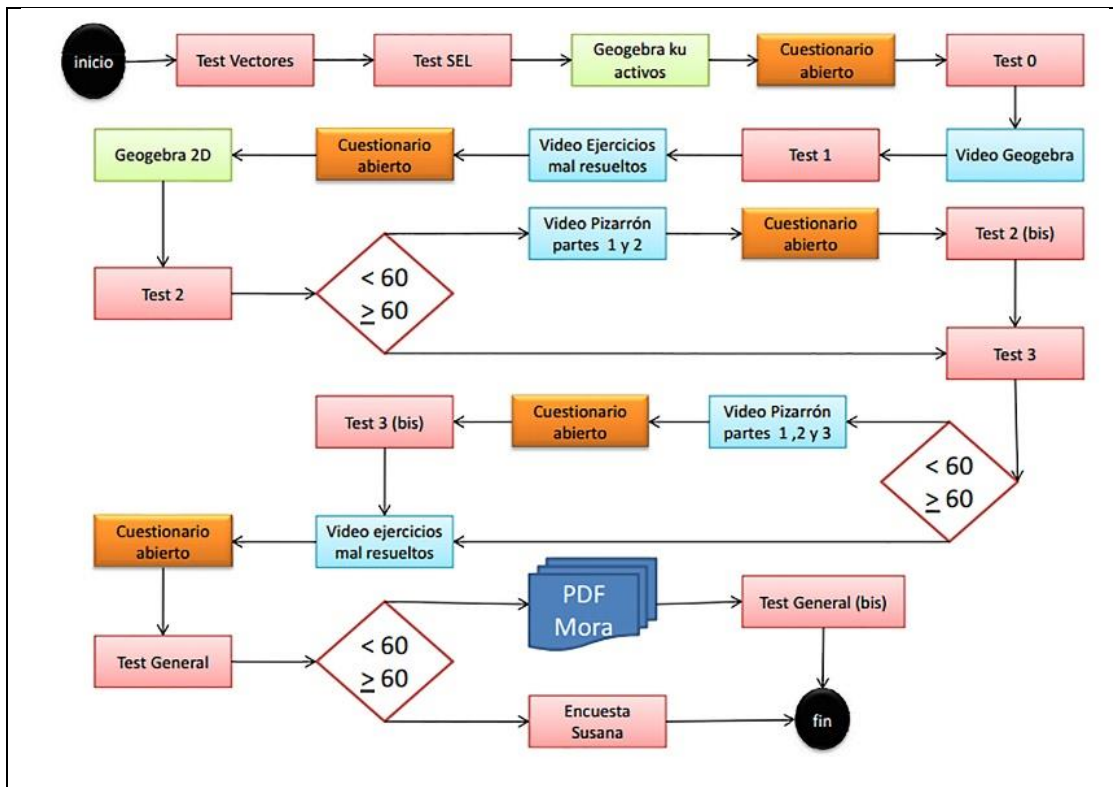 inicio
Test Vectores
Test SEL
Geogebra ku
activos
Cuestionario
abierto
Test 0
Geogebra 2D
Cuestionario
abierto
Video Ejercicios
mal resueltos
Test 1
Video Geogebra
Test 2
< 60
≥ 60
Video Pizarrón
partes 1 y 2
Cuestionario
abierto
Test 2 (bis)
Test 3
Test 3 (bis)
Cuestionario
abierto
Video Pizarrón
partes 1 ,2 y 3
< 60
≥ 60
Cuestionario
abierto
Video ejercicios
mal resueltos
Test General
< 60
≥ 60
PDF
Mora
Test General (bis)
Encuesta
Susana
fin